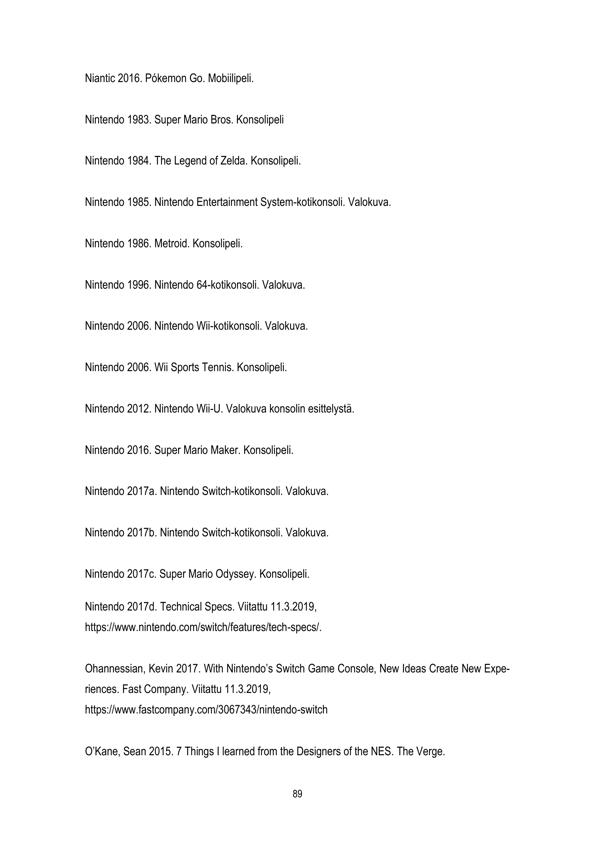 Niantic 2016. Pókemon Go. Mobiilipeli.
Nintendo 1983. Super Mario Bros. Konsolipeli
Nintendo 1984. The Legend of Zelda. Konsolipeli.
Nintendo 1985. Nintendo Entertainment System-kotikonsoli. Valokuva.
Nintendo 1986. Metroid. Konsolipeli.
Nintendo 1996. Nintendo 64-kotikonsoli. Valokuva.
Nintendo 2006. Nintendo Wii-kotikonsoli. Valokuva.
Nintendo 2006. Wii Sports Tennis. Konsolipeli.
Nintendo 2012. Nintendo Wii-U. Valokuva konsolin esittelystä.
Nintendo 2016. Super Mario Maker. Konsolipeli.
Nintendo 2017a. Nintendo Switch-kotikonsoli. Valokuva.
Nintendo 2017b. Nintendo Switch-kotikonsoli. Valokuva.
Nintendo 2017c. Super Mario Odyssey. Konsolipeli.
Nintendo 2017d. Technical Specs. Viitattu 11.3.2019,
https://www.nintendo.com/switch/features/tech-specs/.
Ohannessian, Kevin 2017. With Nintendo’s Switch Game Console, New Ideas Create New Expe-
riences. Fast Company. Viitattu 11.3.2019,
https://www.fastcompany.com/3067343/nintendo-switch
O’Kane, Sean 2015. 7 Things I learned from the Designers of the NES. The Verge.
89